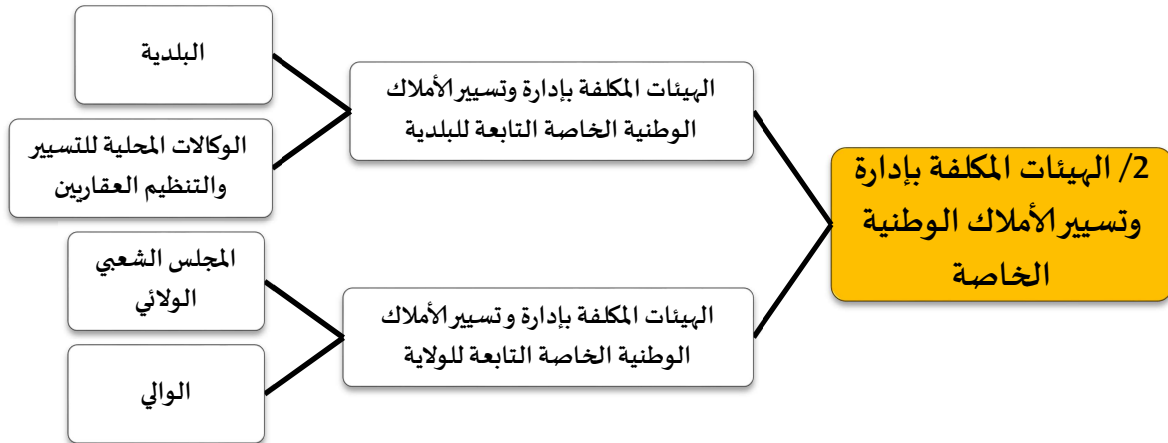 2/ الهيئات المكلفة بإدارة
وتسيير الأملاك الوطنية
الخاصة
الهيئات المكلفة بإدارة وتسيير الأملاك
الوطنية الخاصة التابعة للبلدية
البلدية
الوكالات المحلية للتسيير
والتنظيم العقاريين
الهيئات المكلفة بإدارة وتسيير الأملاك
الوطنية الخاصة التابعة للولاية
المجلس الشعبي
الولائي
الوالي